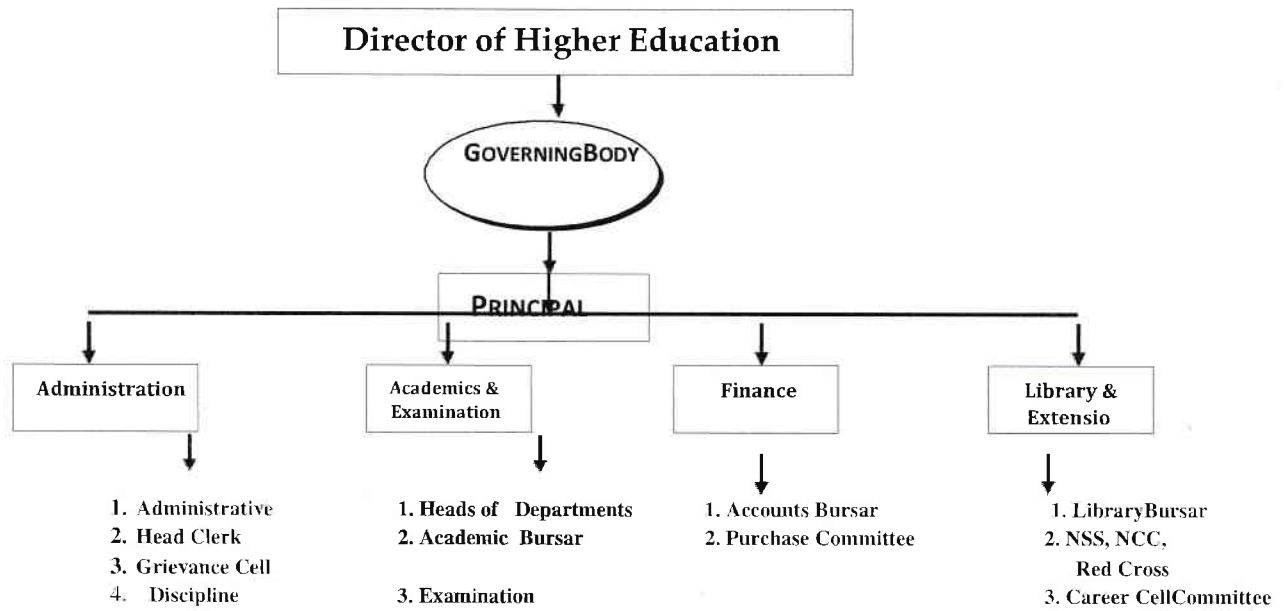 Director of Higher Education
GOVERNINGBODY
PRINCIPAL
Administration
Academics &
Examination
Finance
Library &
Extensio
1. Administrative
2. Head Clerk
3. Grievance Cell
4. Discipline
1. Heads of Departments
2. Academic Bursar
3. Examination
1. Accounts Bursar
2. Purchase Committee
1. LibraryBursar
2. NSS, NCC,
Red Cross
3. Career CellCommittee